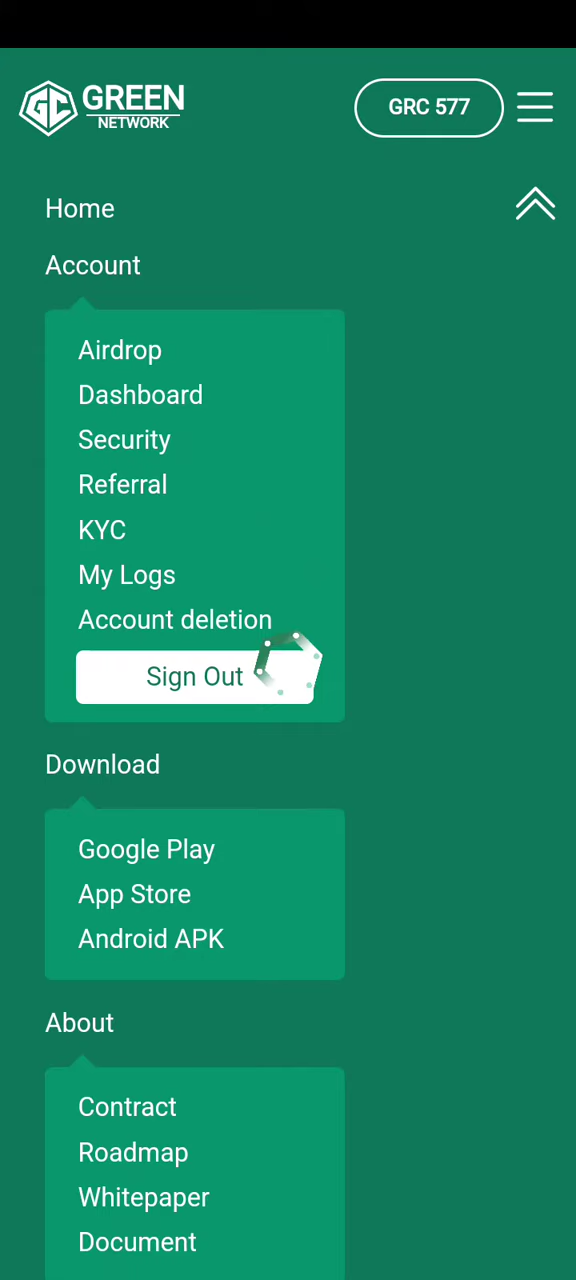 GC GREEN
NETWORK
GRC 577
Home
Account
Airdrop
Dashboard
Security
Referral
KYC
My Logs
Account deletion
Sign Out
Download
Google Play
App Store
Android APK
About
Contract
Roadmap
Whitepaper
Document